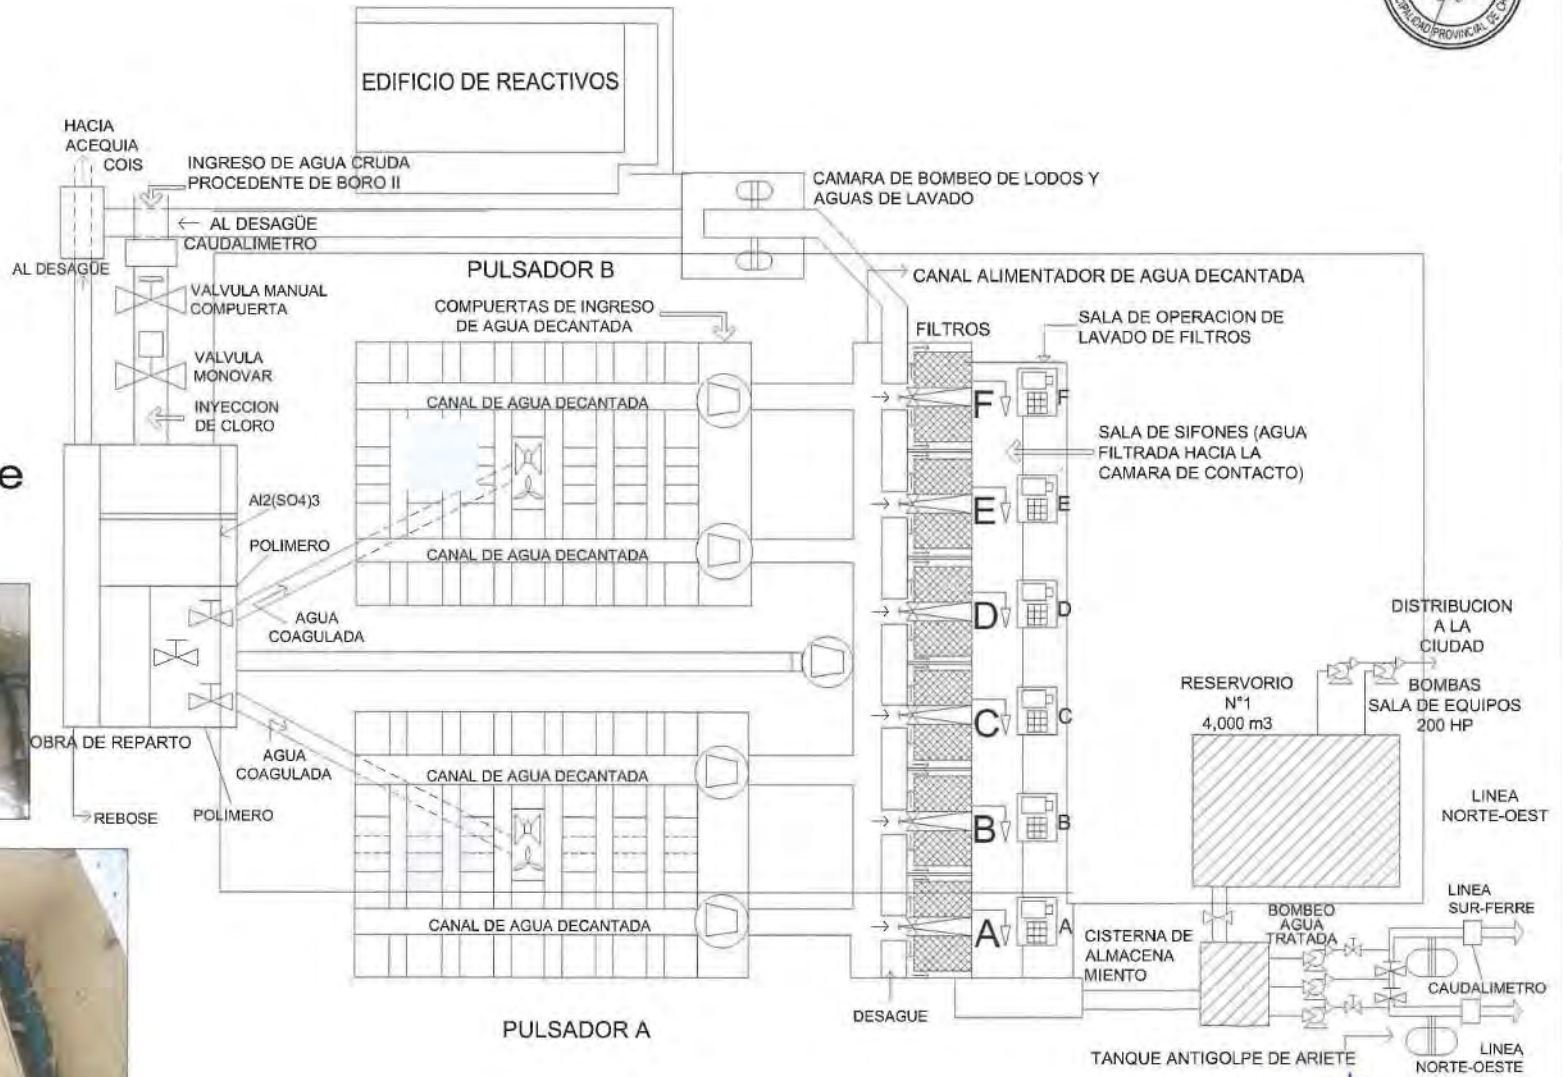 CIPALIDAD PROVINCIAL DE CH
EDIFICIO DE REACTIVOS
HACIA
ACEQUIA
COIS
INGRESO DE AGUA CRUDA
PROCEDENTE DE BORO II
CAMARA DE BOMBEO DE LODOS Y
AGUAS DE LAVADO
AL DESAGÜE
CAUDALIMETRO
AL DESAGÜE
PULSADOR B
CANAL ALIMENTADOR DE AGUA DECANTADA
VALVULA MANUAL
COMPUERTA
COMPUERTAS DE INGRESO
DE AGUA DECANTADA
FILTROS
SALA DE OPERACION DE
LAVADO DE FILTROS
VALVULA
MONOVAR
INYECCION
DE CLORO
CANAL DE AGUA DECANTADA
F
F
SALA DE SIFONES (AGUA
FILTRADA HACIA LA
CAMARA DE CONTACTO)
e
Al2(SO4)3
E
E
POLIMERO
CANAL DE AGUA DECANTADA
AGUA
COAGULADA
D
D
DISTRIBUCION
A LA
CIUDAD
RESERVORIO
N°1
4,000 m3
BOMBAS
SALA DE EQUIPOS
200 HP
C
C
OBRA DE REPARTO
AGUA
COAGULADA
CANAL DE AGUA DECANTADA
REBOSE
POLIMERO
B
B
LINEA
NORTE-OEST
LINEA
SUR-FERRE
CANAL DE AGUA DECANTADA
A
A
BOMBEO
AGUA
TRATADA
CISTERNA DE
ALMACENA
MIENTO
CAUDALIMETRO
DESAGUE
PULSADOR A
TANQUE ANTIGOLPE DE ARIETE
LINEA
NORTE-OESTE